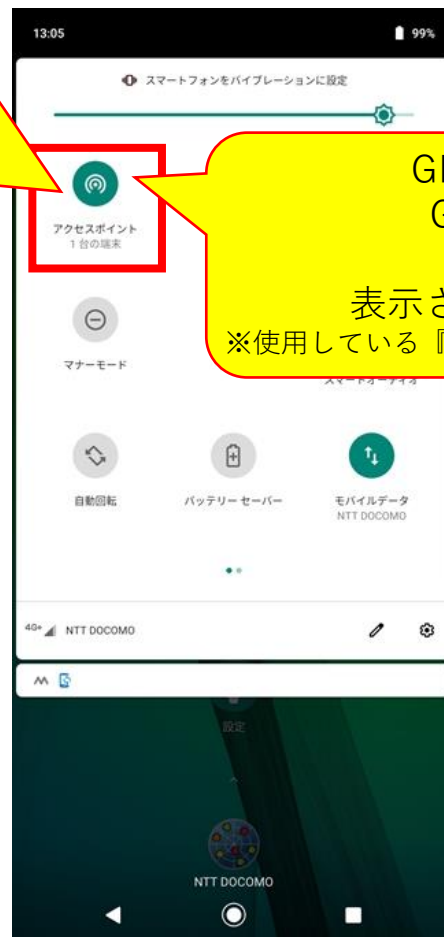 13:05
99%
スマートフォンをバイブレーションに設定
アクセスポイント
1 台の端末
GI
G
表示さ
※使用している『
マナーモード
スマートオーディオ
自動回転
バッテリー セーバー
モバイルデータ
NTT DOCOMO
4G+
NTT DOCOMO
設定
NTT DOCOMO